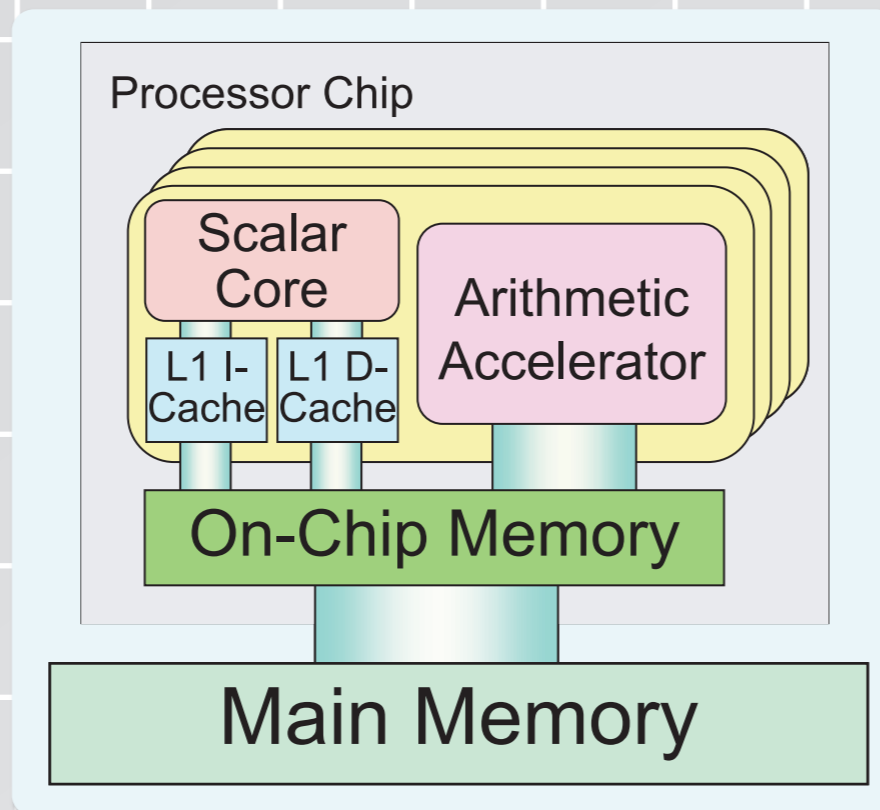 Processor Chip
Scalar
Core
Arithmetic
Accelerator
L1 I-
Cache
L1 D-
Cache
On-Chip Memory
Main Memory